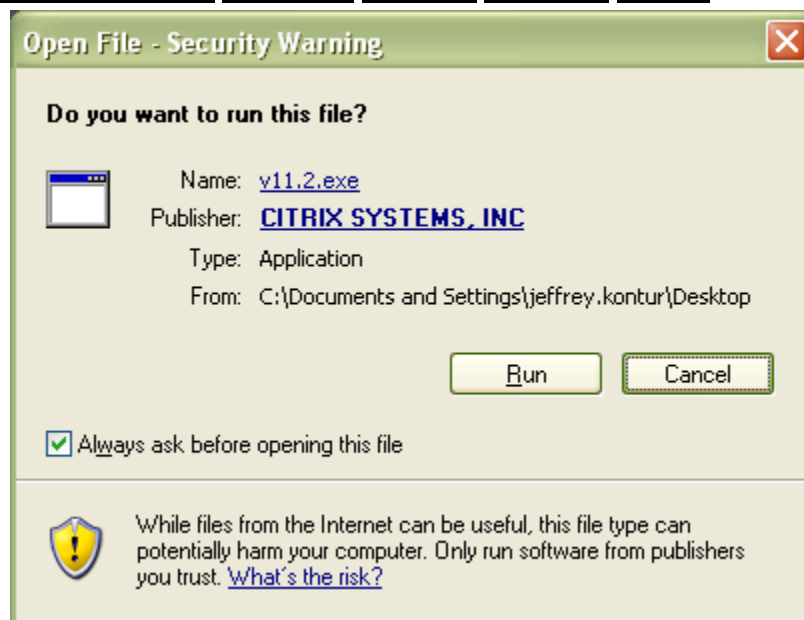 Open File - Security Warning
Do you want to run this file?
Name: v11.2.exe
Publisher: CITRIX SYSTEMS, INC
Type: Application
From: C:\Documents and Settings\jeffrey.kontur\Desktop
Run Cancel
Always ask before opening this file
While files from the Internet can be useful, this file type can
potentially harm your computer. Only run software from publishers
you trust. What's the risk?